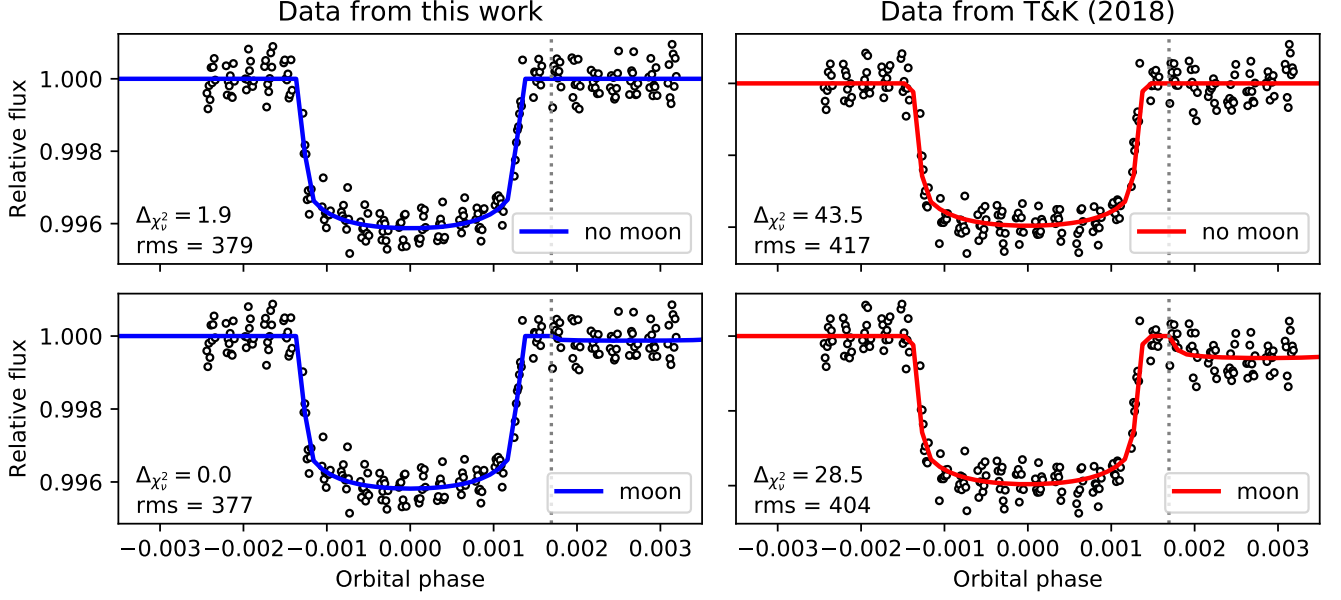 Data from this work
Data from T&K (2018)
Relative flux
1.000
0.998
0.996
Δχ²ν = 1.9
rms = 379
no moon
Δχ²ν = 43.5
rms = 417
no moon
Relative flux
1.000
0.998
0.996
Δχ²ν = 0.0
rms = 377
moon
Δχ²ν = 28.5
rms = 404
moon
−0.003 −0.002 −0.001 0.000 0.001 0.002 0.003
−0.003 −0.002 −0.001 0.000 0.001 0.002 0.003
Orbital phase
Orbital phase